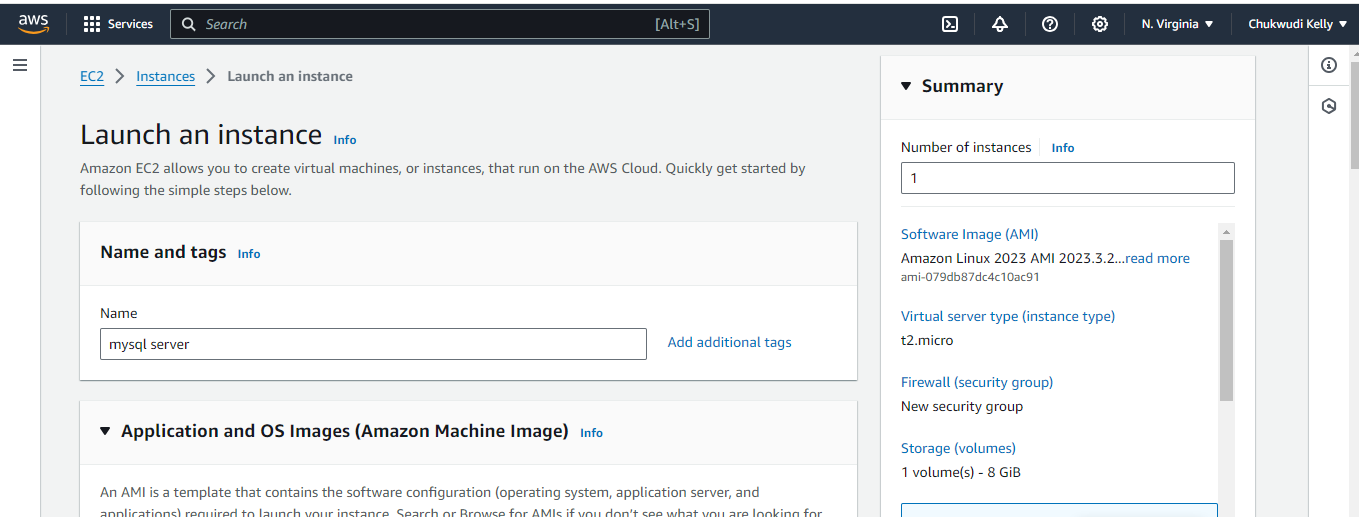 aws
Services
Search
[Alt+S]
N. Virginia
Chukwudi Kelly
EC2
Instances
Launch an instance
Launch an instance Info
Amazon EC2 allows you to create virtual machines, or instances, that run on the AWS Cloud. Quickly get started by
following the simple steps below.
Name and tags Info
Name
mysql server
Add additional tags
Application and OS Images (Amazon Machine Image) Info
An AMI is a template that contains the software configuration (operating system, application server, and
applications) required to launch your instance. Search or Browse for AMIs if you don't see what you are looking for
Summary
Number of instances Info
1
Software Image (AMI)
Amazon Linux 2023 AMI 2023.3.2...read more
ami-079db87dc4c10ac91
Virtual server type (instance type)
t2.micro
Firewall (security group)
New security group
Storage (volumes)
1 volume(s) - 8 GiB